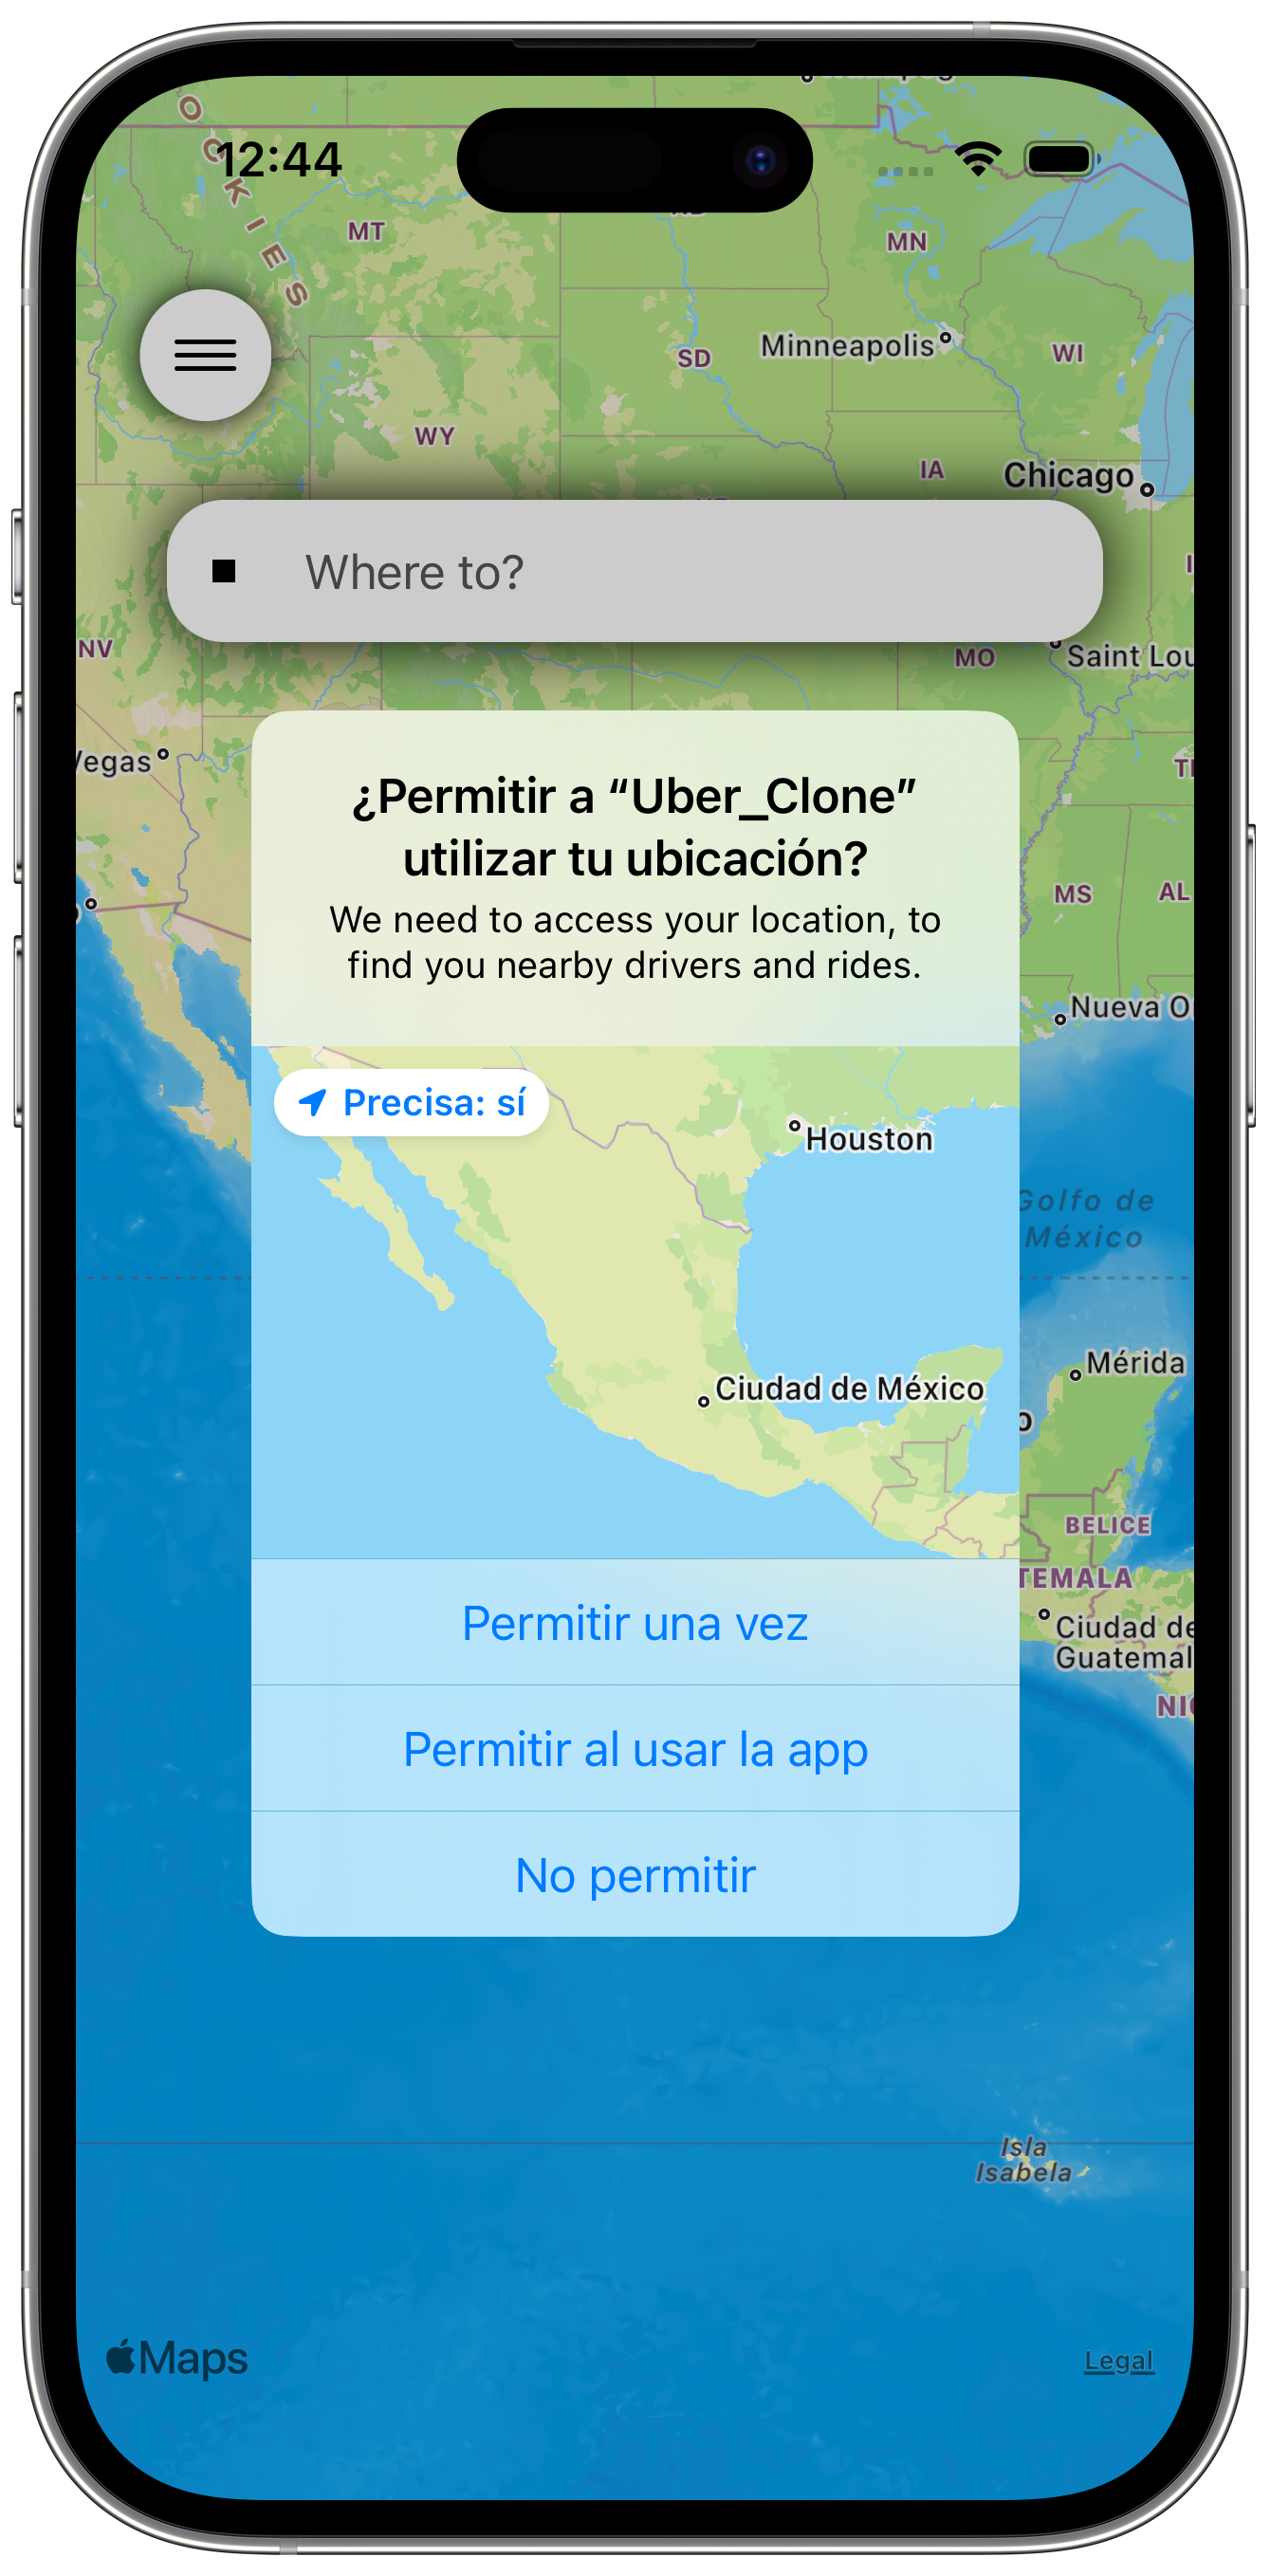 12:44
ROCKIES
MT
MN
Minneapolis
SD
WI
WY
IA
Chicago
Where to?
NV
MO
Saint Lou
Vegas
¿Permitir a “Uber_Clone”
utilizar tu ubicación?
We need to access your location, to
find you nearby drivers and rides.
MS
AL
Nueva O
Precisa: sí
Houston
Golfo de
México
Ciudad de México
Mérida
BELICE
TEMALA
Ciudad de
Guatemal
NIC
Permitir una vez
Permitir al usar la app
No permitir
Isla
Isabela
Maps
Legal